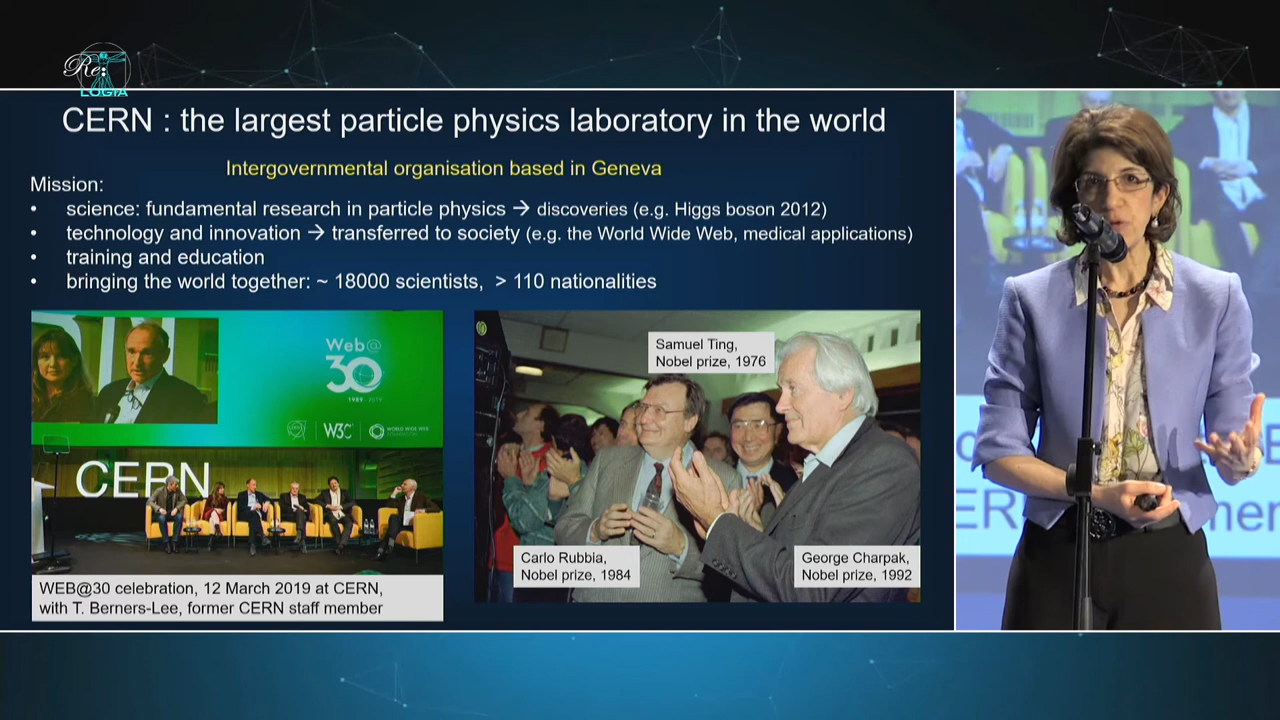 Re:
LOGIA
CERN : the largest particle physics laboratory in the world
Intergovernmental organisation based in Geneva
Mission:
• science: fundamental research in particle physics → discoveries (e.g. Higgs boson 2012)
• technology and innovation → transferred to society (e.g. the World Wide Web, medical applications)
• training and education
• bringing the world together: ~ 18000 scientists, > 110 nationalities
Web@
30
1989-2019
W3C
WORLD WIDE WEB
FOUNDATION
CERN
WEB@30 celebration, 12 March 2019 at CERN,
with T. Berners-Lee, former CERN staff member
Samuel Ting,
Nobel prize, 1976
Carlo Rubbia,
Nobel prize, 1984
George Charpak,
Nobel prize, 1992